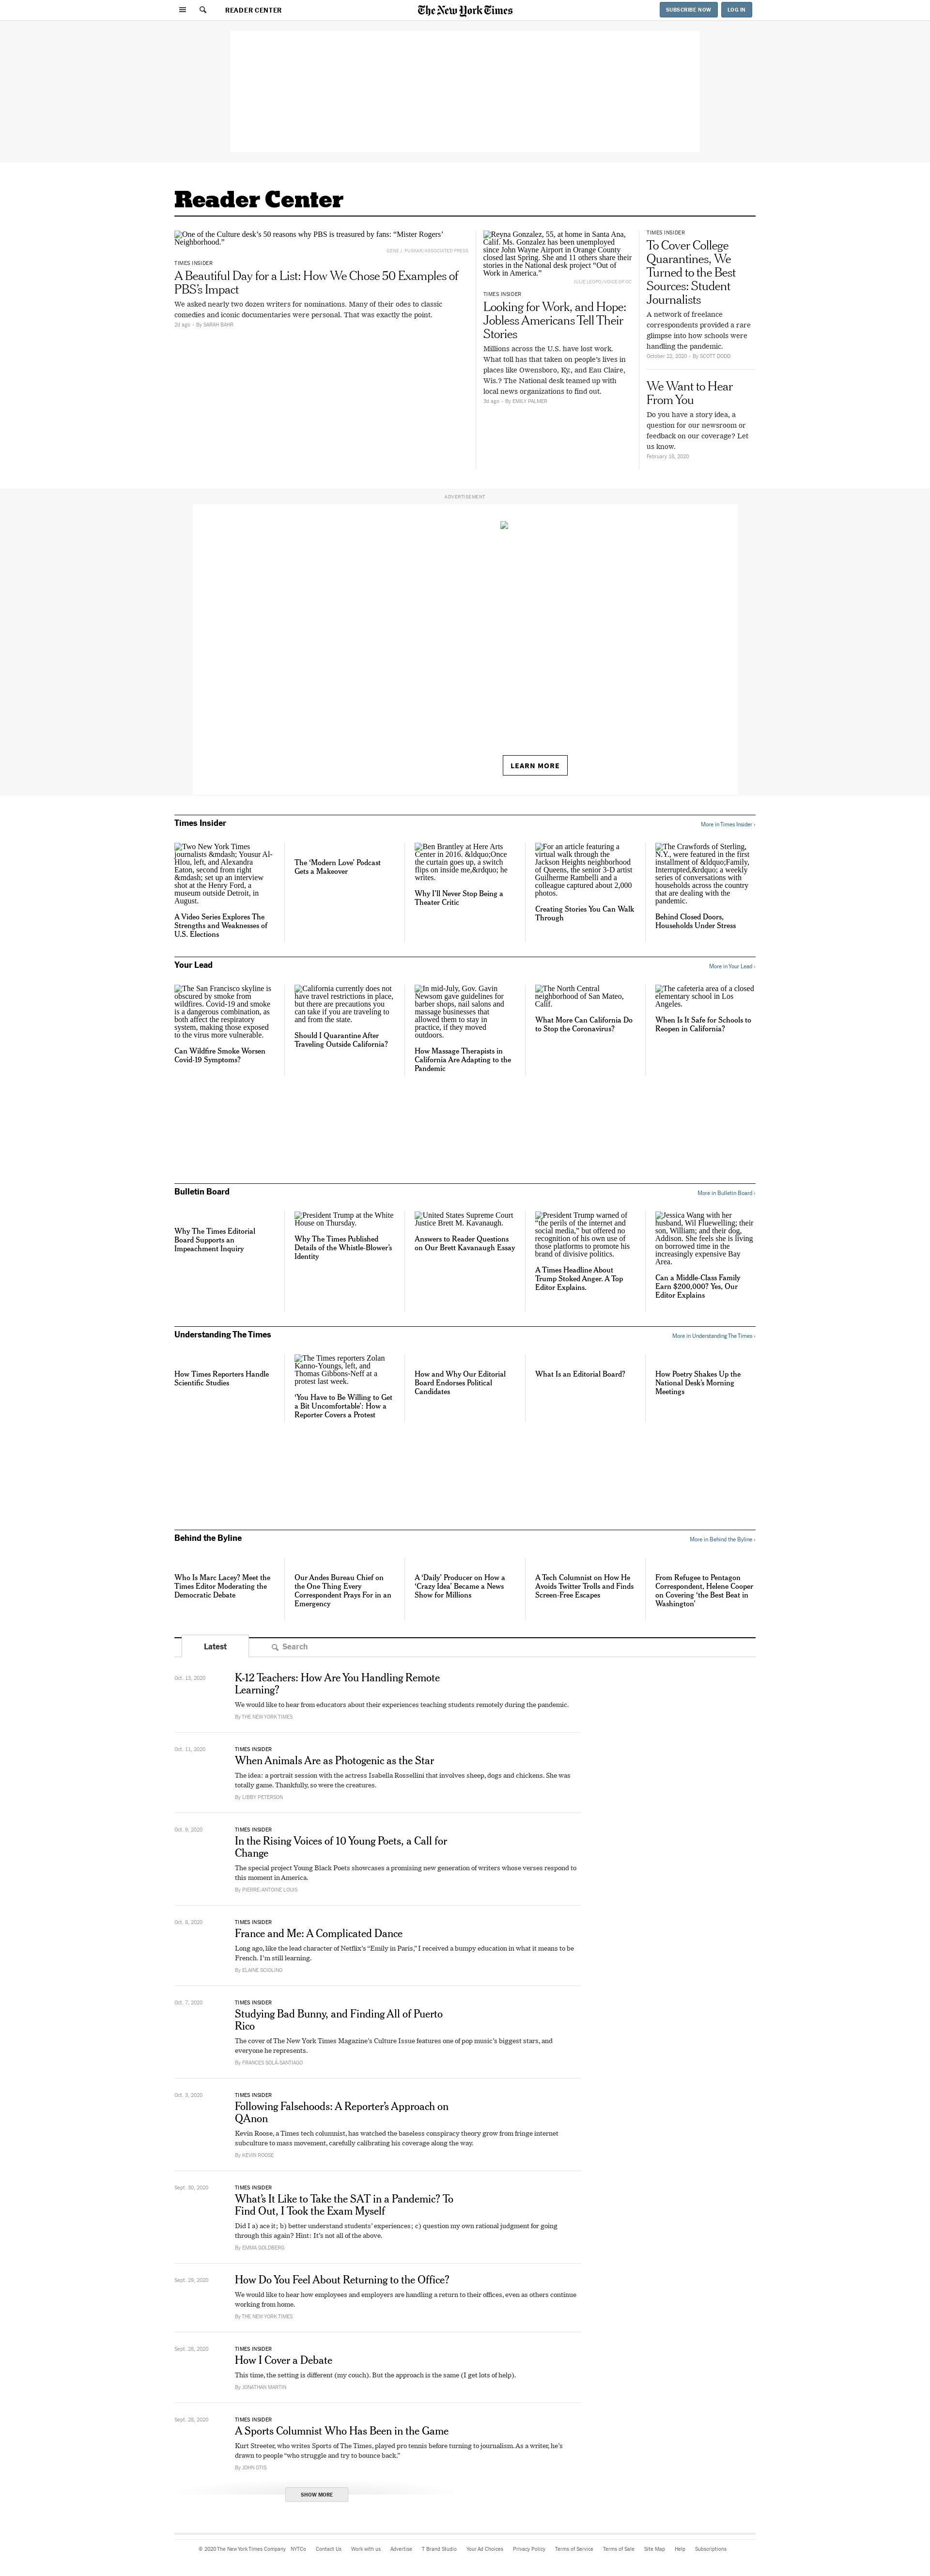 READER CENTER
The New York Times
SUBSCRIBE NOW
LOG IN
Reader Center
One of the Culture desk’s 50 reasons why PBS is treasured by fans: “Mister Rogers’
Neighborhood.”
GENE J. PUSKAR/ASSOCIATED PRESS
TIMES INSIDER
A Beautiful Day for a List: How We Chose 50 Examples of
PBS’s Impact
We asked nearly two dozen writers for nominations. Many of their odes to classic
comedies and iconic documentaries were personal. That was exactly the point.
2d ago - By SARAH BAHR
Reyna Gonzalez, 55, at home in Santa Ana,
Calif. Ms. Gonzalez has been unemployed
since John Wayne Airport in Orange County
closed last Spring. She and 11 others share their
stories in the National desk project “Out of
Work in America.”
JULIE LEOPO/VOICE OF OC
TIMES INSIDER
Looking for Work, and Hope:
Jobless Americans Tell Their
Stories
Millions across the U.S. have lost work.
What toll has that taken on people’s lives in
places like Owensboro, Ky., and Eau Claire,
Wis.? The National desk teamed up with
local news organizations to find out.
3d ago - By EMILY PALMER
TIMES INSIDER
To Cover College
Quarantines, We
Turned to the Best
Sources: Student
Journalists
A network of freelance
correspondents provided a rare
glimpse into how schools were
handling the pandemic.
October 22, 2020 - By SCOTT DODD
We Want to Hear
From You
Do you have a story idea, a
question for our newsroom or
feedback on our coverage? Let
us know.
February 18, 2020
ADVERTISEMENT
LEARN MORE
Times Insider
More in Times Insider ›
Two New York Times
journalists &mdash; Yousur Al-
Hlou, left, and Alexandra
Eaton, second from right
&mdash; set up an interview
shot at the Henry Ford, a
museum outside Detroit, in
August.
A Video Series Explores The
Strengths and Weaknesses of
U.S. Elections
The ‘Modern Love’ Podcast
Gets a Makeover
Ben Brantley at Here Arts
Center in 2016. &ldquo;Once
the curtain goes up, a switch
flips on inside me,&rdquo; he
writes.
Why I’ll Never Stop Being a
Theater Critic
For an article featuring a
virtual walk through the
Jackson Heights neighborhood
of Queens, the senior 3-D artist
Guilherme Rambelli and a
colleague captured about 2,000
photos.
Creating Stories You Can Walk
Through
The Crawfords of Sterling,
N.Y., were featured in the first
installment of &ldquo;Family,
Interrupted,&rdquo; a weekly
series of conversations with
households across the country
that are dealing with the
pandemic.
Behind Closed Doors,
Households Under Stress
Your Lead
More in Your Lead ›
The San Francisco skyline is
obscured by smoke from
wildfires. Covid-19 and smoke
is a dangerous combination, as
both affect the respiratory
system, making those exposed
to the virus more vulnerable.
Can Wildfire Smoke Worsen
Covid-19 Symptoms?
California currently does not
have travel restrictions in place,
but there are precautions you
can take if you are traveling to
and from the state.
Should I Quarantine After
Traveling Outside California?
In mid-July, Gov. Gavin
Newsom gave guidelines for
barber shops, nail salons and
massage businesses that
allowed them to stay in
practice, if they moved
outdoors.
How Massage Therapists in
California Are Adapting to the
Pandemic
The North Central
neighborhood of San Mateo,
Calif.
What More Can California Do
to Stop the Coronavirus?
The cafeteria area of a closed
elementary school in Los
Angeles.
When Is It Safe for Schools to
Reopen in California?
Bulletin Board
More in Bulletin Board ›
Why The Times Editorial
Board Supports an
Impeachment Inquiry
President Trump at the White
House on Thursday.
Why The Times Published
Details of the Whistle-Blower’s
Identity
United States Supreme Court
Justice Brett M. Kavanaugh.
Answers to Reader Questions
on Our Brett Kavanaugh Essay
President Trump warned of
“the perils of the internet and
social media,” but offered no
recognition of his own use of
those platforms to promote his
brand of divisive politics.
A Times Headline About
Trump Stoked Anger. A Top
Editor Explains.
Jessica Wang with her
husband, Wil Fluewelling; their
son, William; and their dog,
Addison. She feels she is living
on borrowed time in the
increasingly expensive Bay
Area.
Can a Middle-Class Family
Earn $200,000? Yes, Our
Editor Explains
Understanding The Times
More in Understanding The Times ›
How Times Reporters Handle
Scientific Studies
The Times reporters Zolan
Kanno-Youngs, left, and
Thomas Gibbons-Neff at a
protest last week.
‘You Have to Be Willing to Get
a Bit Uncomfortable’: How a
Reporter Covers a Protest
How and Why Our Editorial
Board Endorses Political
Candidates
What Is an Editorial Board?
How Poetry Shakes Up the
National Desk’s Morning
Meetings
Behind the Byline
More in Behind the Byline ›
Who Is Marc Lacey? Meet the
Times Editor Moderating the
Democratic Debate
Our Andes Bureau Chief on
the One Thing Every
Correspondent Prays For in an
Emergency
A ‘Daily’ Producer on How a
‘Crazy Idea’ Became a News
Show for Millions
A Tech Columnist on How He
Avoids Twitter Trolls and Finds
Screen-Free Escapes
From Refugee to Pentagon
Correspondent, Helene Cooper
on Covering ‘the Best Beat in
Washington’
Latest
Search
Oct. 13, 2020
K-12 Teachers: How Are You Handling Remote
Learning?
We would like to hear from educators about their experiences teaching students remotely during the pandemic.
By THE NEW YORK TIMES
Oct. 11, 2020
TIMES INSIDER
When Animals Are as Photogenic as the Star
The idea: a portrait session with the actress Isabella Rossellini that involves sheep, dogs and chickens. She was
totally game. Thankfully, so were the creatures.
By LIBBY PETERSON
Oct. 9, 2020
TIMES INSIDER
In the Rising Voices of 10 Young Poets, a Call for
Change
The special project Young Black Poets showcases a promising new generation of writers whose verses respond to
this moment in America.
By PIERRE-ANTOINE LOUIS
Oct. 8, 2020
TIMES INSIDER
France and Me: A Complicated Dance
Long ago, like the lead character of Netflix’s “Emily in Paris,” I received a bumpy education in what it means to be
French. I’m still learning.
By ELAINE SCIOLINO
Oct. 7, 2020
TIMES INSIDER
Studying Bad Bunny, and Finding All of Puerto
Rico
The cover of The New York Times Magazine’s Culture Issue features one of pop music’s biggest stars, and
everyone he represents.
By FRANCES SOLÁ-SANTIAGO
Oct. 3, 2020
TIMES INSIDER
Following Falsehoods: A Reporter’s Approach on
QAnon
Kevin Roose, a Times tech columnist, has watched the baseless conspiracy theory grow from fringe internet
subculture to mass movement, carefully calibrating his coverage along the way.
By KEVIN ROOSE
Sept. 30, 2020
TIMES INSIDER
What’s It Like to Take the SAT in a Pandemic? To
Find Out, I Took the Exam Myself
Did I a) ace it; b) better understand students’ experiences; c) question my own rational judgment for going
through this again? Hint: It’s not all of the above.
By EMMA GOLDBERG
Sept. 29, 2020
How Do You Feel About Returning to the Office?
We would like to hear how employees and employers are handling a return to their offices, even as others continue
working from home.
By THE NEW YORK TIMES
Sept. 28, 2020
TIMES INSIDER
How I Cover a Debate
This time, the setting is different (my couch). But the approach is the same (I get lots of help).
By JONATHAN MARTIN
Sept. 28, 2020
TIMES INSIDER
A Sports Columnist Who Has Been in the Game
Kurt Streeter, who writes Sports of The Times, played pro tennis before turning to journalism. As a writer, he’s
drawn to people “who struggle and try to bounce back.”
By JOHN OTIS
SHOW MORE
© 2020 The New York Times Company NYTCo Contact Us Work with us Advertise T Brand Studio Your Ad Choices Privacy Policy Terms of Service Terms of Sale Site Map Help Subscriptions